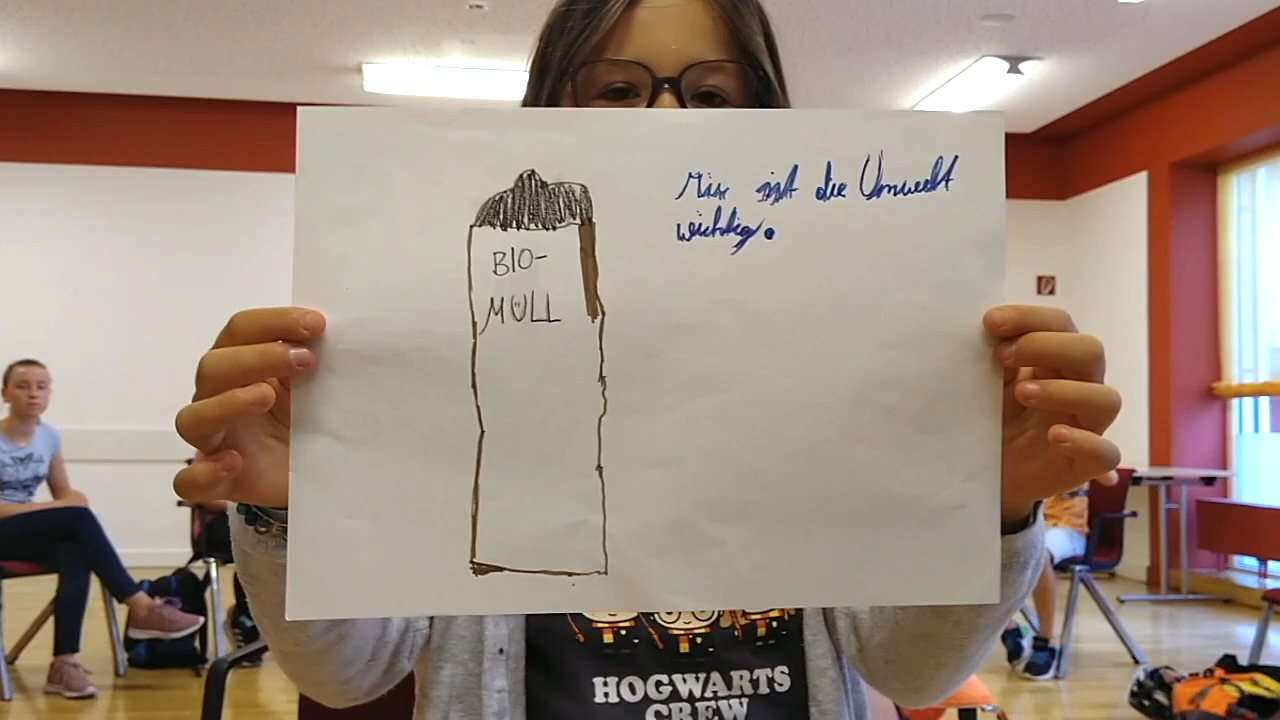 Mir ist die Umwelt
wichtig.
BIO-
MÜLL
HOGWARTS
CREW